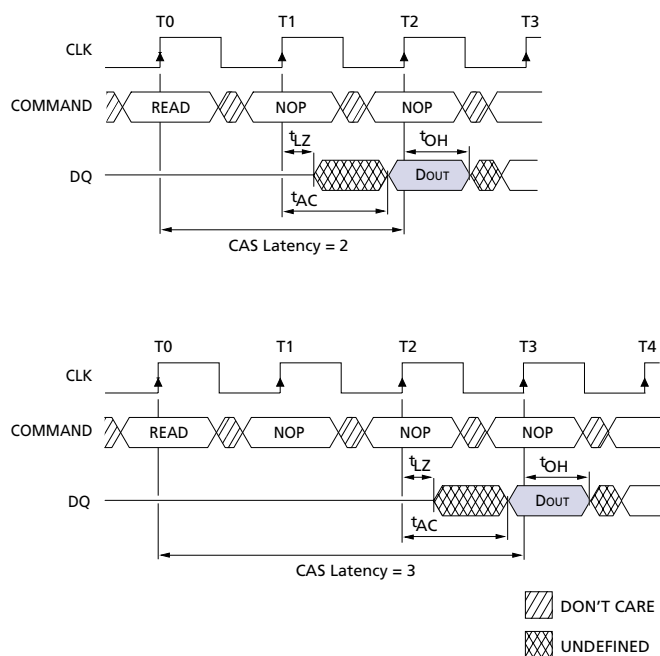 T0 T1 T2 T3
CLK
COMMAND READ NOP NOP
tLZ tOH
DQ DOUT
tAC
CAS Latency = 2
T0 T1 T2 T3 T4
CLK
COMMAND READ NOP NOP NOP
tLZ tOH
DQ DOUT
tAC
CAS Latency = 3
DON'T CARE
UNDEFINED